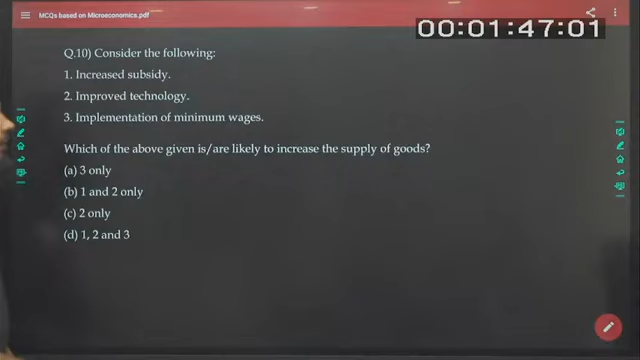 MCQs based on Microeconomics.pdf
00:01:47:01
Q.10) Consider the following:
1. Increased subsidy.
2. Improved technology.
3. Implementation of minimum wages.
Which of the above given is/are likely to increase the supply of goods?
(a) 3 only
(b) 1 and 2 only
(c) 2 only
(d) 1, 2 and 3